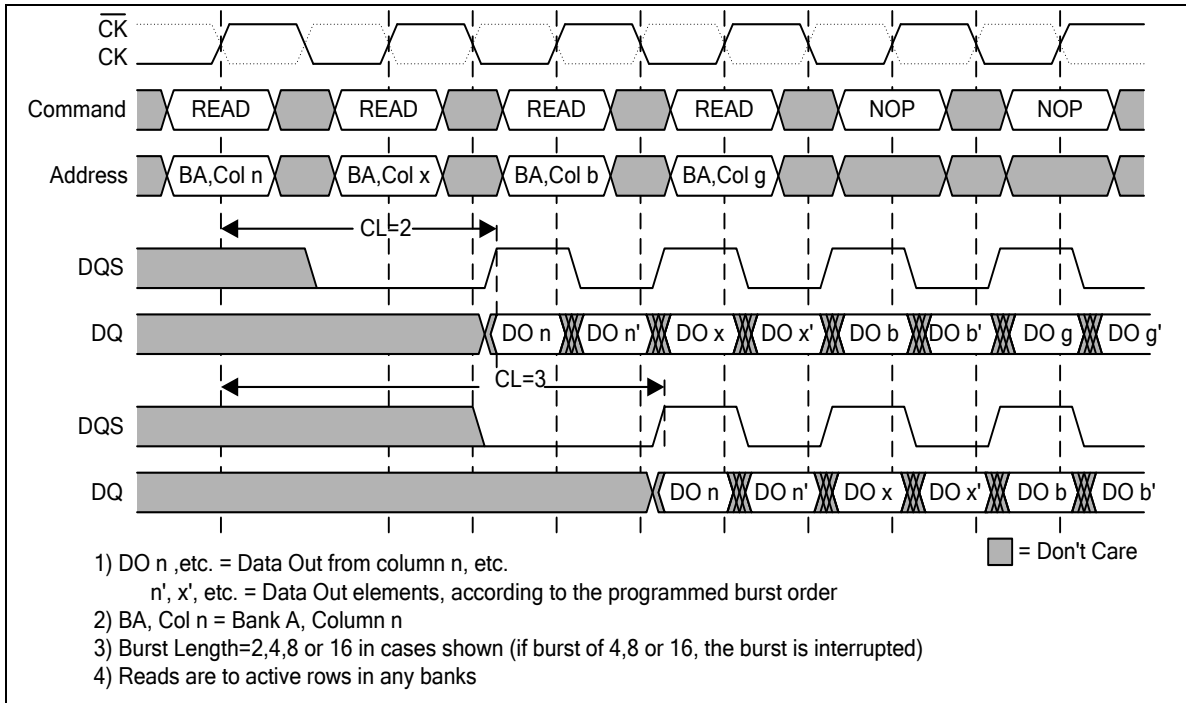 CK
CK
Command READ READ READ READ NOP NOP
Address BA,Col n BA,Col x BA,Col b BA,Col g
CL=2
DQS
DQ DO n DO n' DO x DO x' DO b DO b' DO g DO g'
CL=3
DQS
DQ DO n DO n' DO x DO x' DO b DO b'
= Don't Care
1) DO n ,etc. = Data Out from column n, etc.
n', x', etc. = Data Out elements, according to the programmed burst order
2) BA, Col n = Bank A, Column n
3) Burst Length=2,4,8 or 16 in cases shown (if burst of 4,8 or 16, the burst is interrupted)
4) Reads are to active rows in any banks